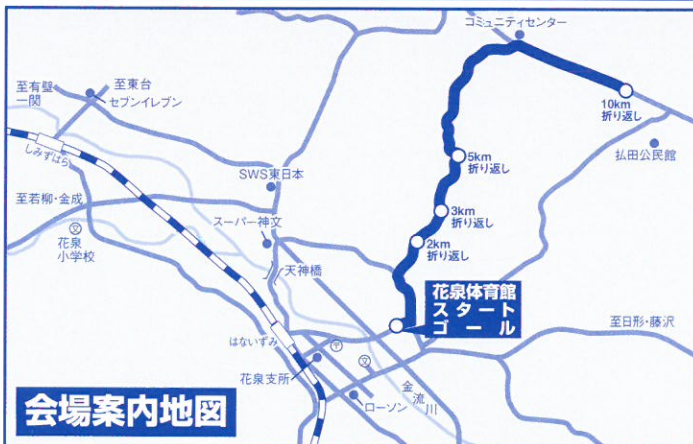 コミュニティセンター
至有壁
一関
至東台
セブンイレブン
10km
折り返し
しみずはら
5km
折り返し
払田公民館
SWS東日本
至若柳・金成
3km
折り返し
文
花泉
小学校
スーパー神文
2km
折り返し
天神橋
花泉体育館
スタート
ゴール
至日形・藤沢
はないずみ
〒
文
花泉支所
金流川
ローソン
会場案内地図